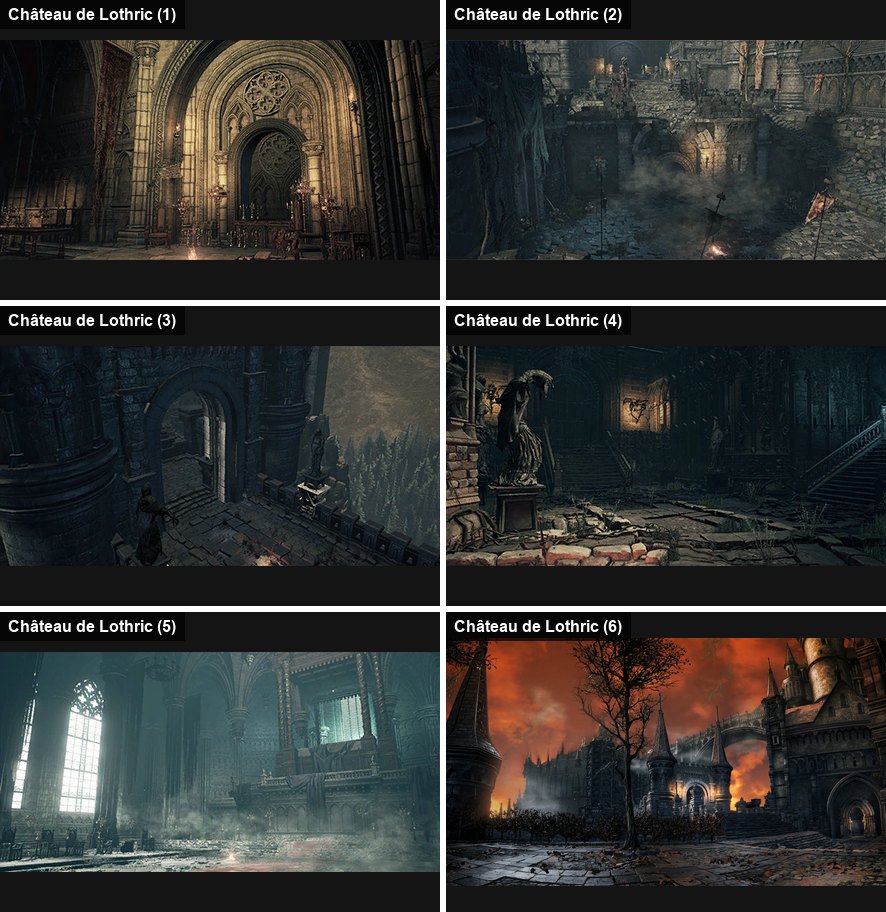 Château de Lothric (1)
Château de Lothric (2)
Château de Lothric (3)
Château de Lothric (4)
Château de Lothric (5)
Château de Lothric (6)